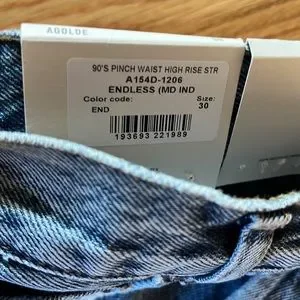 AGOLDE
90'S PINCH WAIST HIGH RISE STR
A154D-1206
ENDLESS (MD IND
Color code:
Size:
END
30
193693 221989